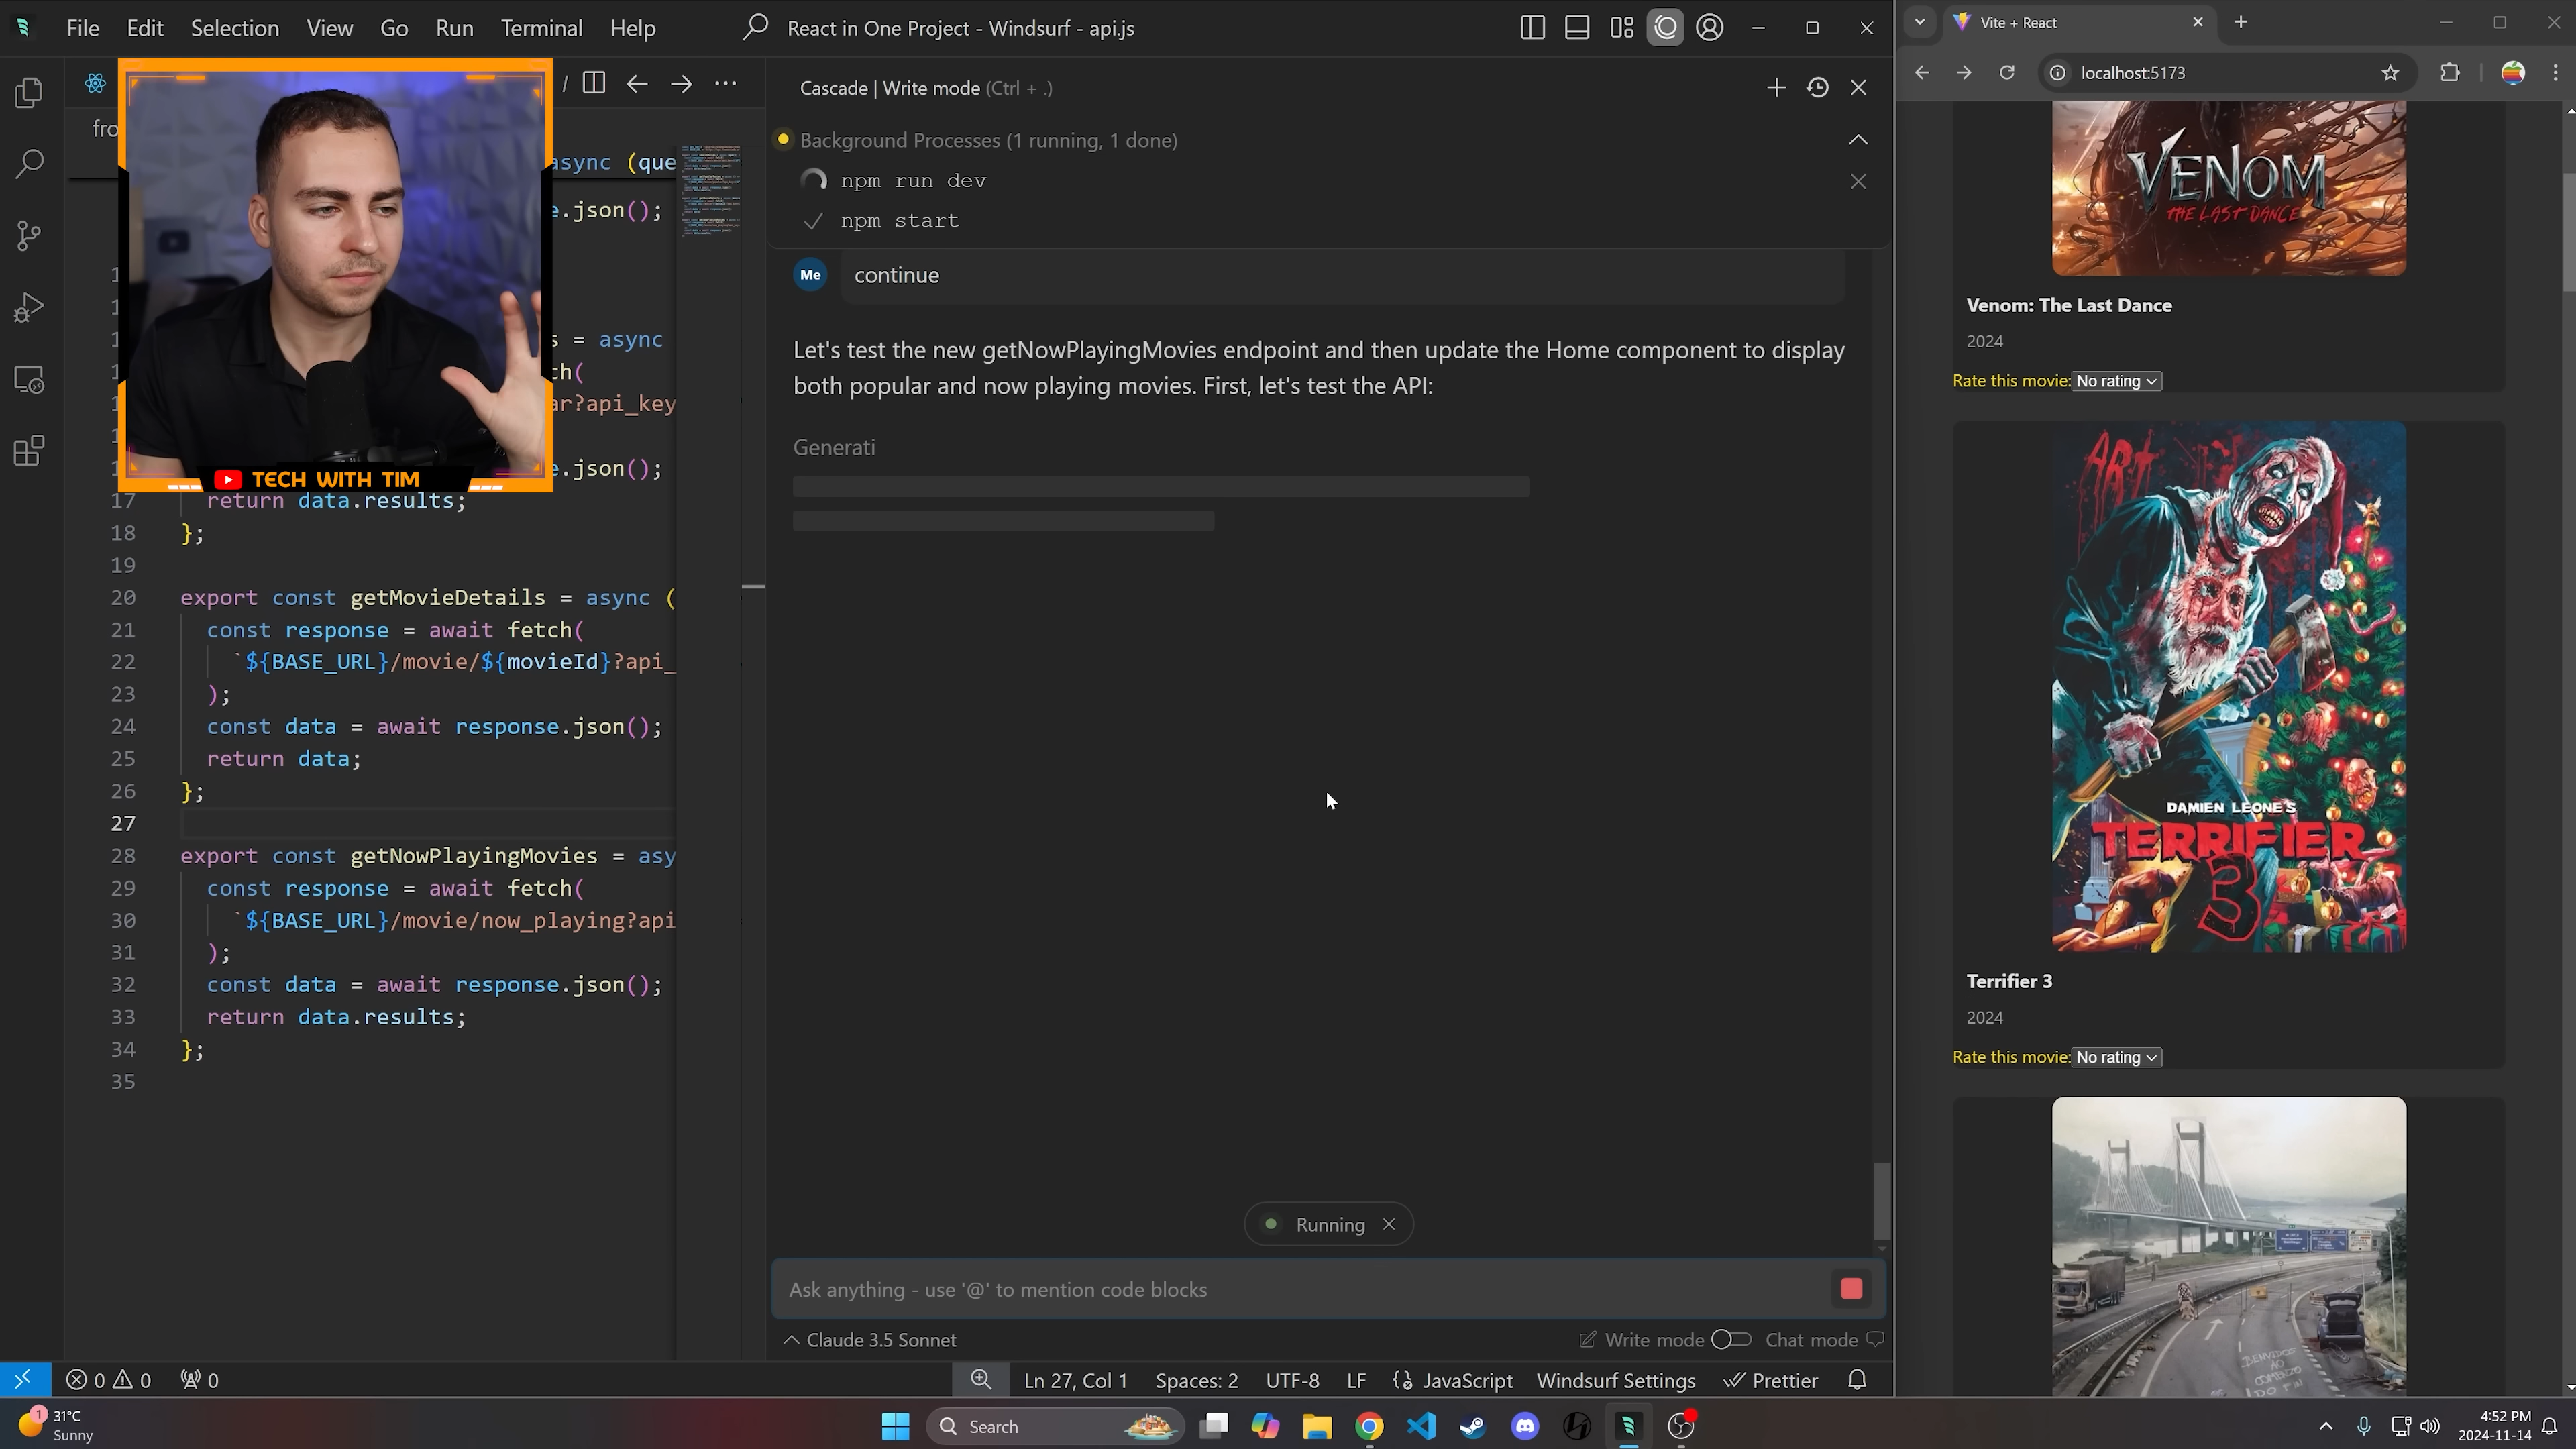 File Edit Selection View Go Run Terminal Help
React in One Project - Windsurf - api.js
fro
async (que
.json();
s = async
ch(
ar?api_key
.json();
TECH WITH TIM
17 return data.results;
18 };
19
20 export const getMovieDetails = async (
21 const response = await fetch(
22 `${BASE_URL}/movie/${movieId}?api_
23 );
24 const data = await response.json();
25 return data;
26 };
27
28 export const getNowPlayingMovies = asy
29 const response = await fetch(
30 `${BASE_URL}/movie/now_playing?api
31 );
32 const data = await response.json();
33 return data.results;
34 };
35
Cascade | Write mode (Ctrl + .)
Background Processes (1 running, 1 done)
npm run dev
npm start
Me continue
Let's test the new getNowPlayingMovies endpoint and then update the Home component to display
both popular and now playing movies. First, let's test the API:
Generati
Running
Ask anything - use '@' to mention code blocks
Claude 3.5 Sonnet Write mode Chat mode
0 0 0 Ln 27, Col 1 Spaces: 2 UTF-8 LF JavaScript Windsurf Settings Prettier
Vite + React
localhost:5173
VENOM
THE LAST DANCE
Venom: The Last Dance
2024
Rate this movie: No rating
ART
DAMIEN LEONE'S
TERRIFIER
3
Terrifier 3
2024
Rate this movie: No rating
1 31°C
Sunny
Search
4:52 PM
2024-11-14